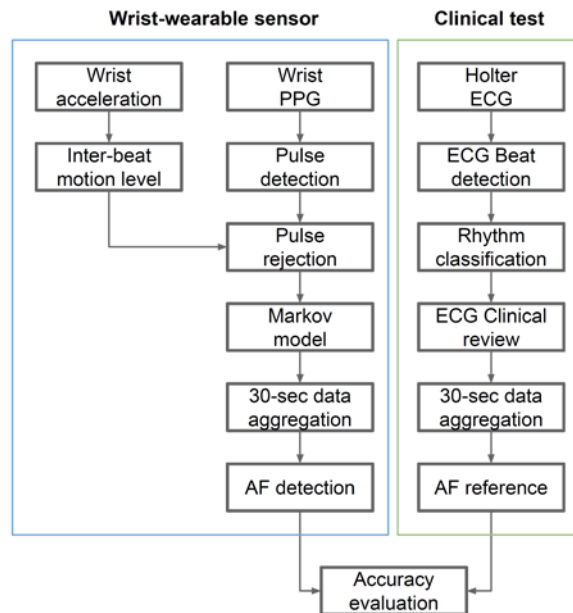 Wrist-wearable sensor
Clinical test
Wrist
acceleration
Wrist
PPG
Holter
ECG
Inter-beat
motion level
Pulse
detection
ECG Beat
detection
Pulse
rejection
Rhythm
classification
Markov
model
ECG Clinical
review
30-sec data
aggregation
30-sec data
aggregation
AF detection
AF reference
Accuracy
evaluation